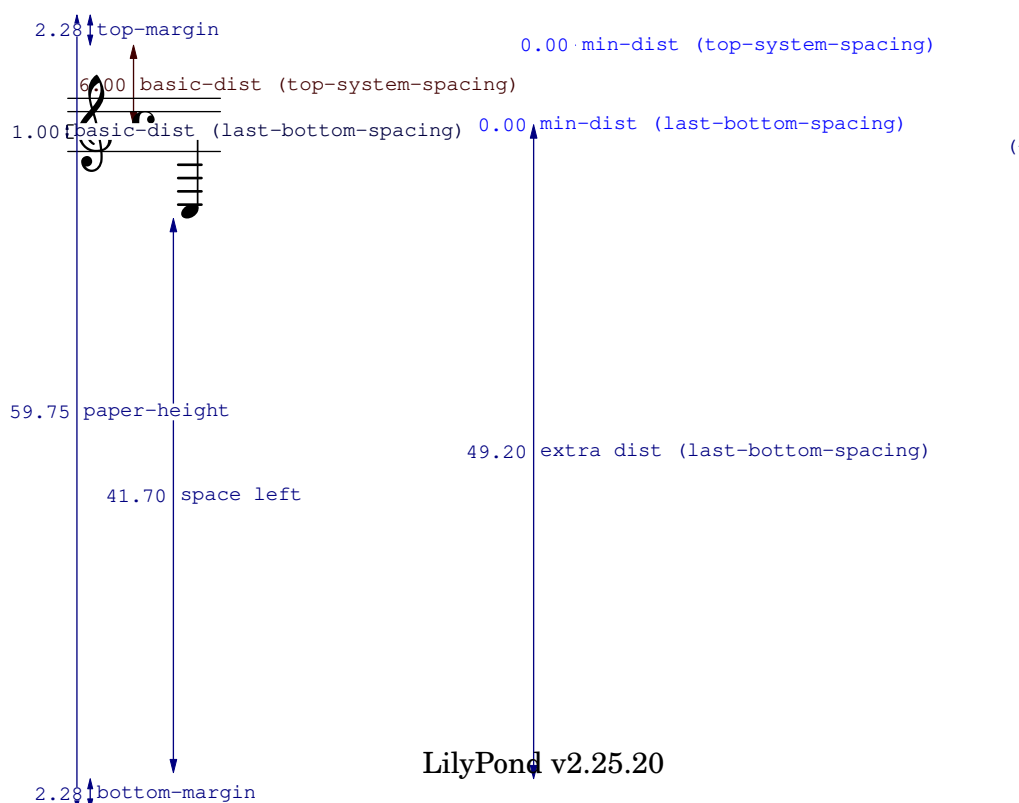 2.28 top-margin
0.00 min-dist (top-system-spacing)
6.00 basic-dist (top-system-spacing)
1.00 basic-dist (last-bottom-spacing)
0.00 min-dist (last-bottom-spacing)
(
59.75 paper-height
49.20 extra dist (last-bottom-spacing)
41.70 space left
LilyPond v2.25.20
2.28 bottom-margin